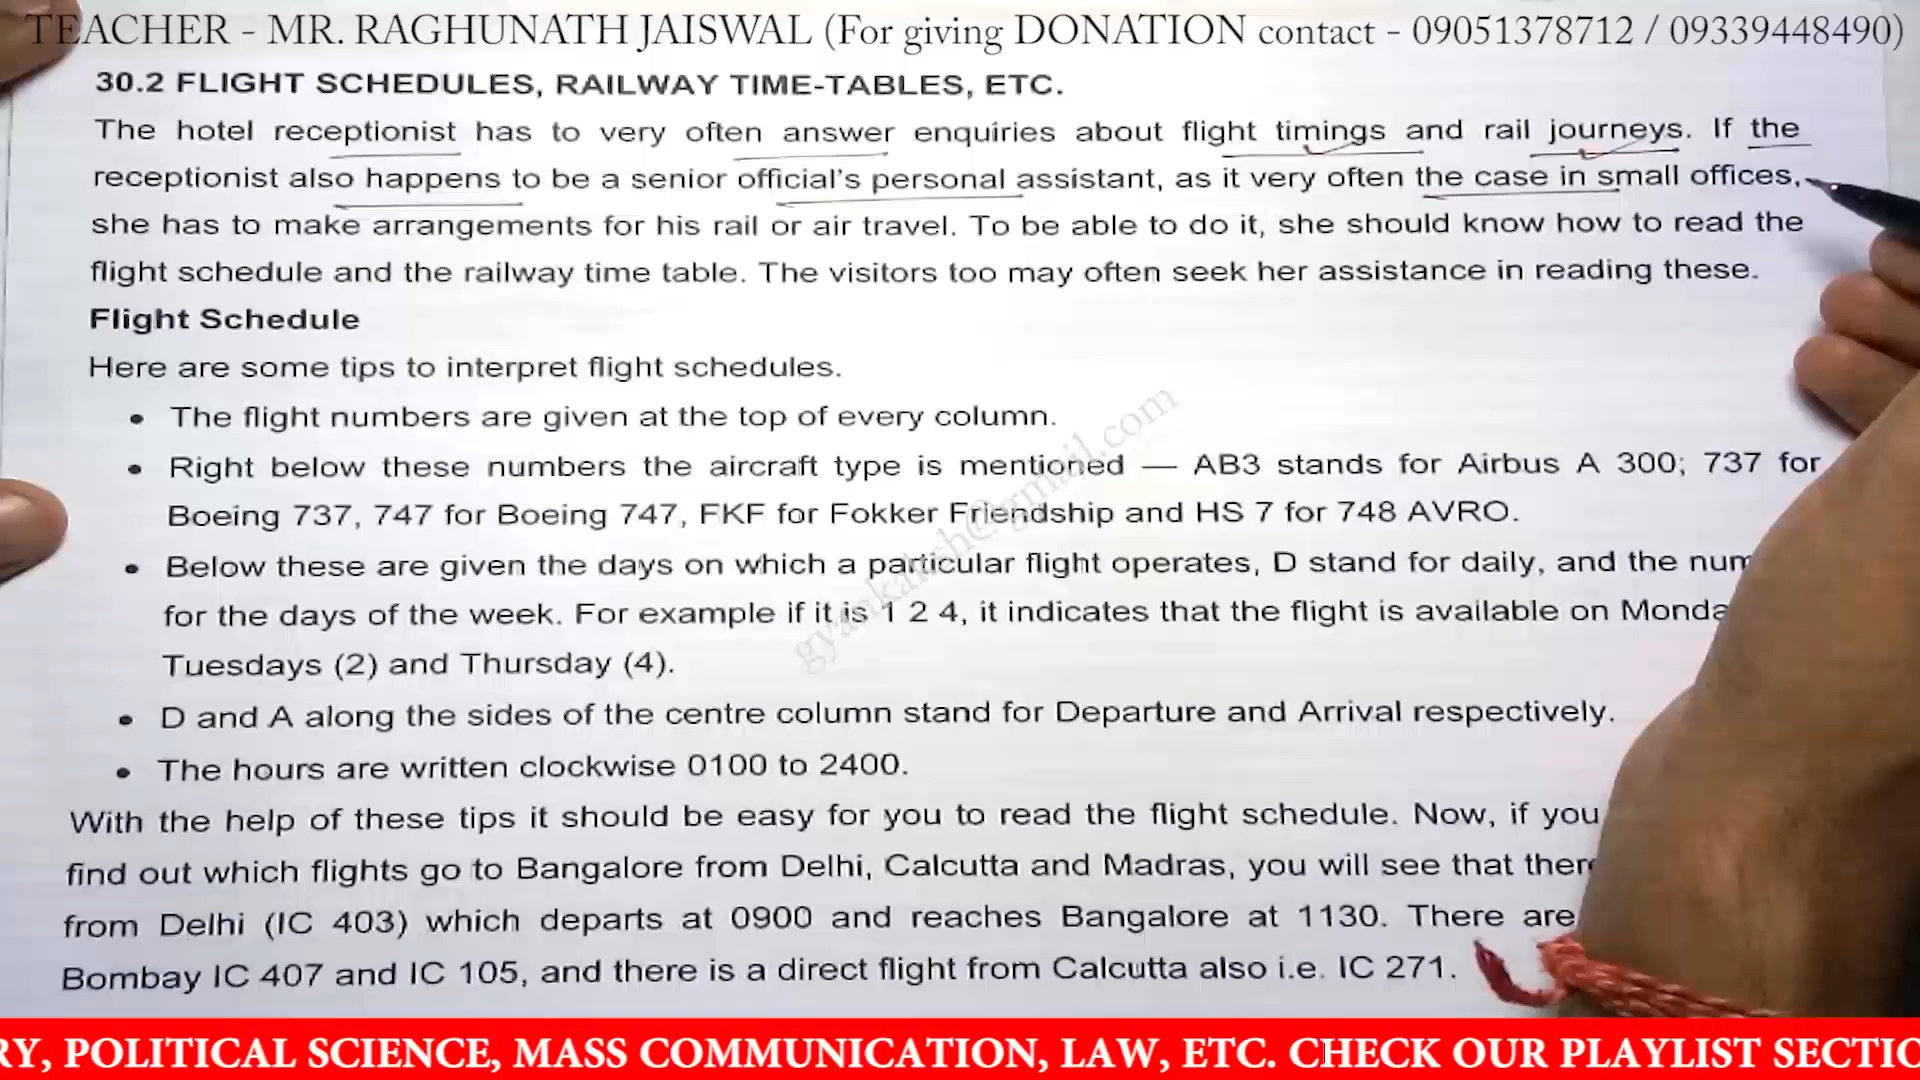 TEACHER - MR. RAGHUNATH JAISWAL (For giving DONATION contact - 09051378712 / 09339448490)
30.2 FLIGHT SCHEDULES, RAILWAY TIME-TABLES, ETC.
The hotel receptionist has to very often answer enquiries about flight timings and rail journeys. If the
receptionist also happens to be a senior official's personal assistant, as it very often the case in small offices,
she has to make arrangements for his rail or air travel. To be able to do it, she should know how to read the
flight schedule and the railway time table. The visitors too may often seek her assistance in reading these.
Flight Schedule
Here are some tips to interpret flight schedules.
• The flight numbers are given at the top of every column.
• Right below these numbers the aircraft type is mentioned — AB3 stands for Airbus A 300; 737 for
Boeing 737, 747 for Boeing 747, FKF for Fokker Friendship and HS 7 for 748 AVRO.
• Below these are given the days on which a particular flight operates, D stand for daily, and the num
for the days of the week. For example if it is 1 2 4, it indicates that the flight is available on Monda
Tuesdays (2) and Thursday (4).
• D and A along the sides of the centre column stand for Departure and Arrival respectively.
• The hours are written clockwise 0100 to 2400.
With the help of these tips it should be easy for you to read the flight schedule. Now, if you
find out which flights go to Bangalore from Delhi, Calcutta and Madras, you will see that there
from Delhi (IC 403) which departs at 0900 and reaches Bangalore at 1130. There are
Bombay IC 407 and IC 105, and there is a direct flight from Calcutta also i.e. IC 271.
gyankaksh@gmail.com
RY, POLITICAL SCIENCE, MASS COMMUNICATION, LAW, ETC. CHECK OUR PLAYLIST SECTIO